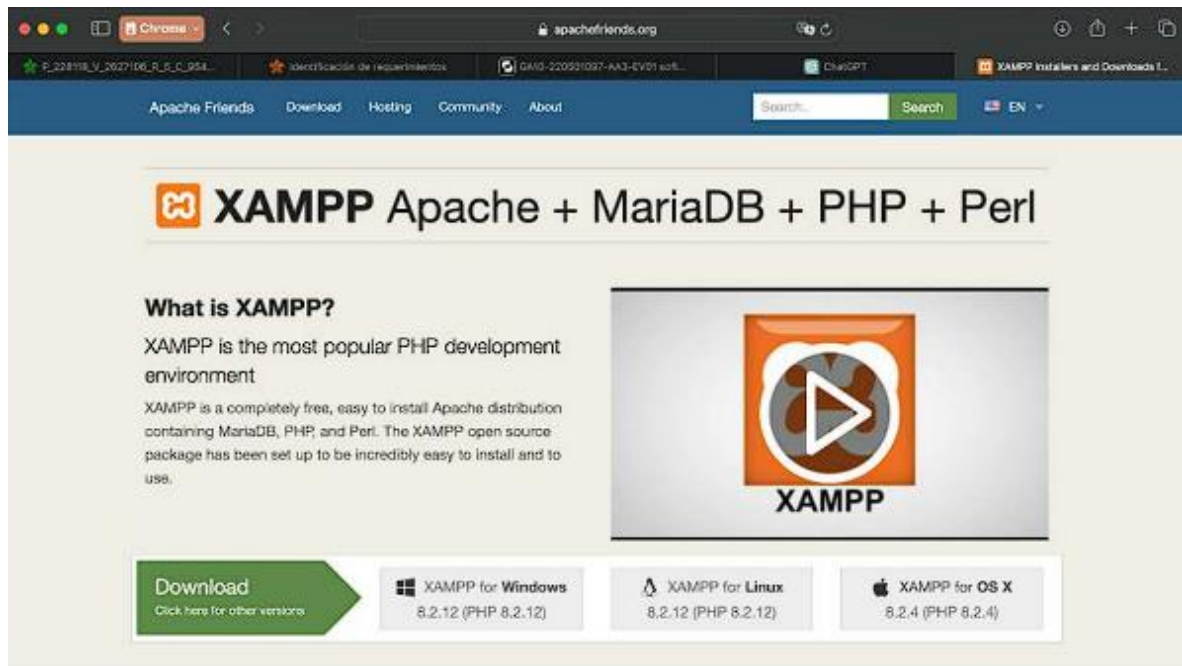 Chrome
apachefriends.org
P_228118_V_2627106_R_S_C_954...
Identificación de requerimientos
ChatGPT
XAMPP Installers and Downloads f...
Apache Friends
Download
Hosting
Community
About
Search...
Search
EN
XAMPP Apache + MariaDB + PHP + Perl
What is XAMPP?
XAMPP is the most popular PHP development
environment
XAMPP is a completely free, easy to install Apache distribution
containing MariaDB, PHP, and Perl. The XAMPP open source
package has been set up to be incredibly easy to install and to
use.
XAMPP
Download
Click here for other versions
XAMPP for Windows
8.2.12 (PHP 8.2.12)
XAMPP for Linux
8.2.12 (PHP 8.2.12)
XAMPP for OS X
8.2.4 (PHP 8.2.4)